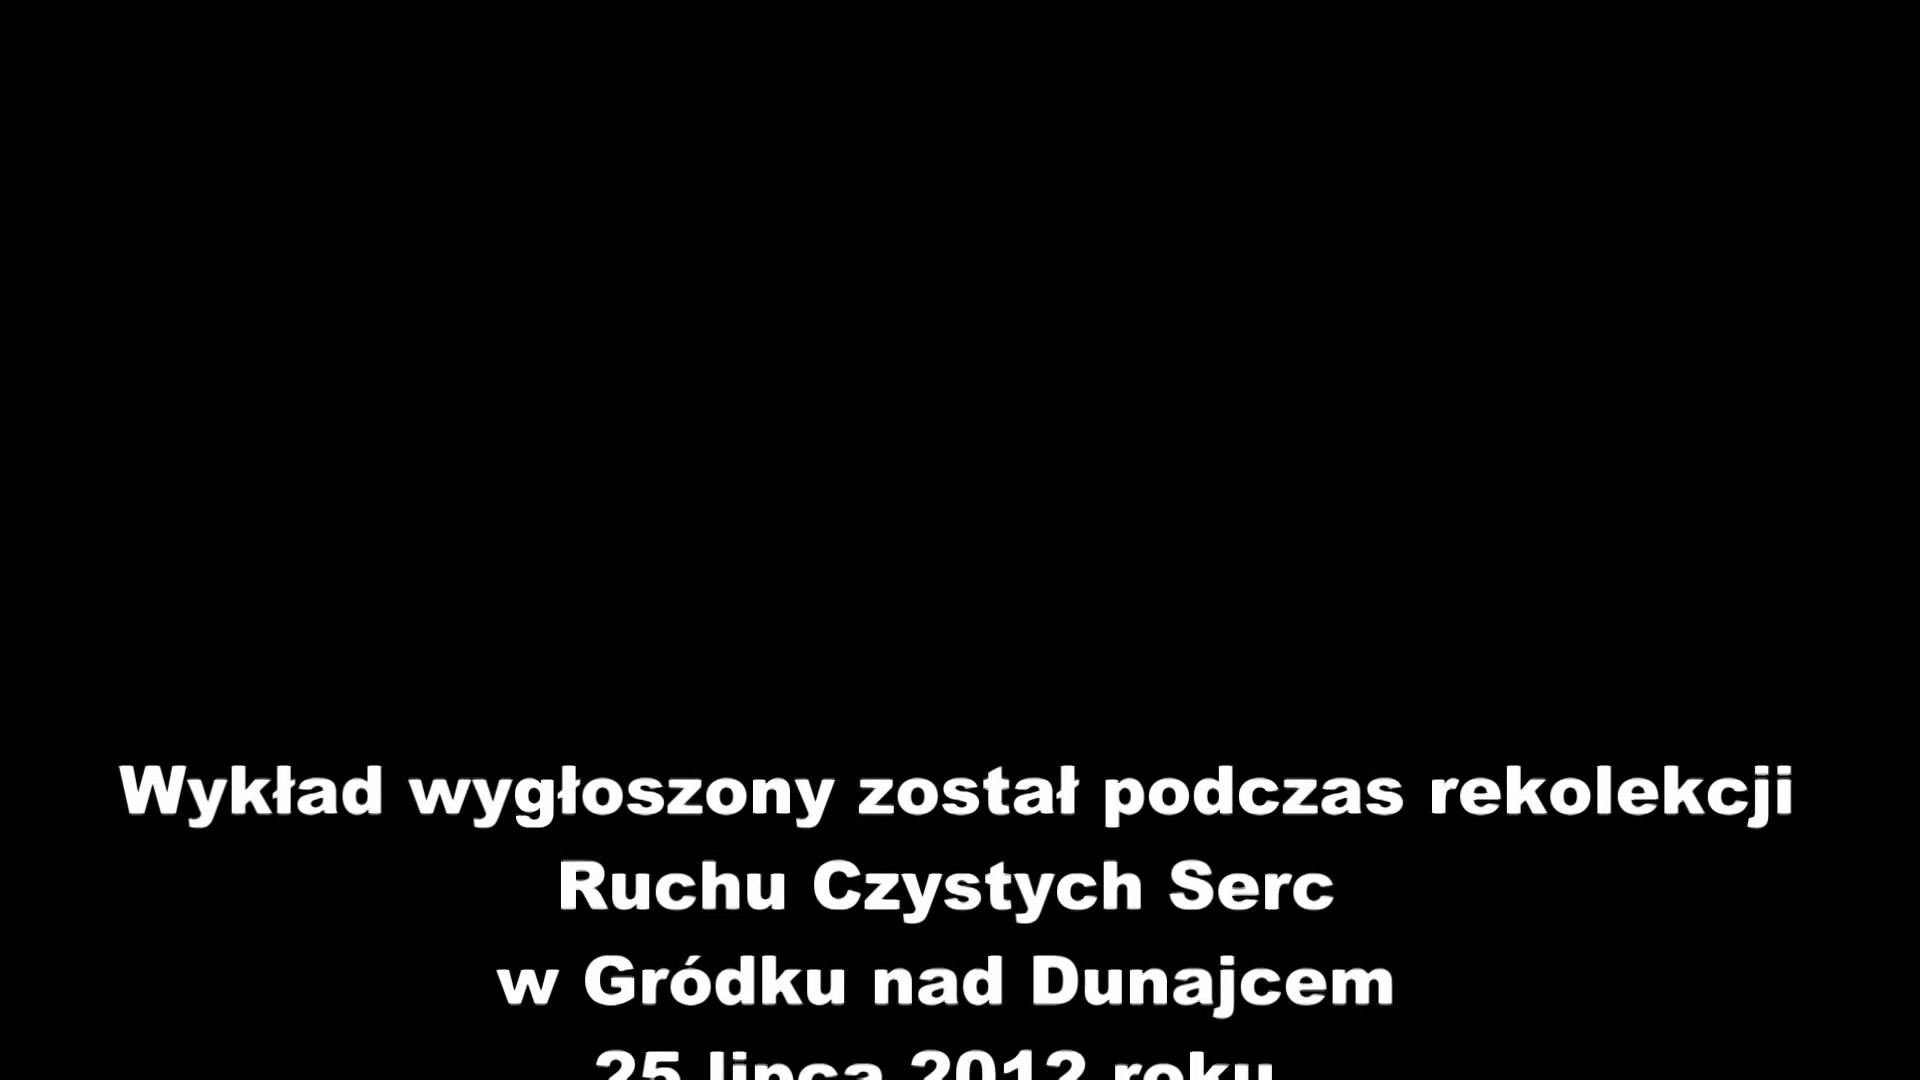 Wykład wygłoszony został podczas rekolekcji
Ruchu Czystych Serc
w Gródku nad Dunajcem
25 lipca 2012 roku